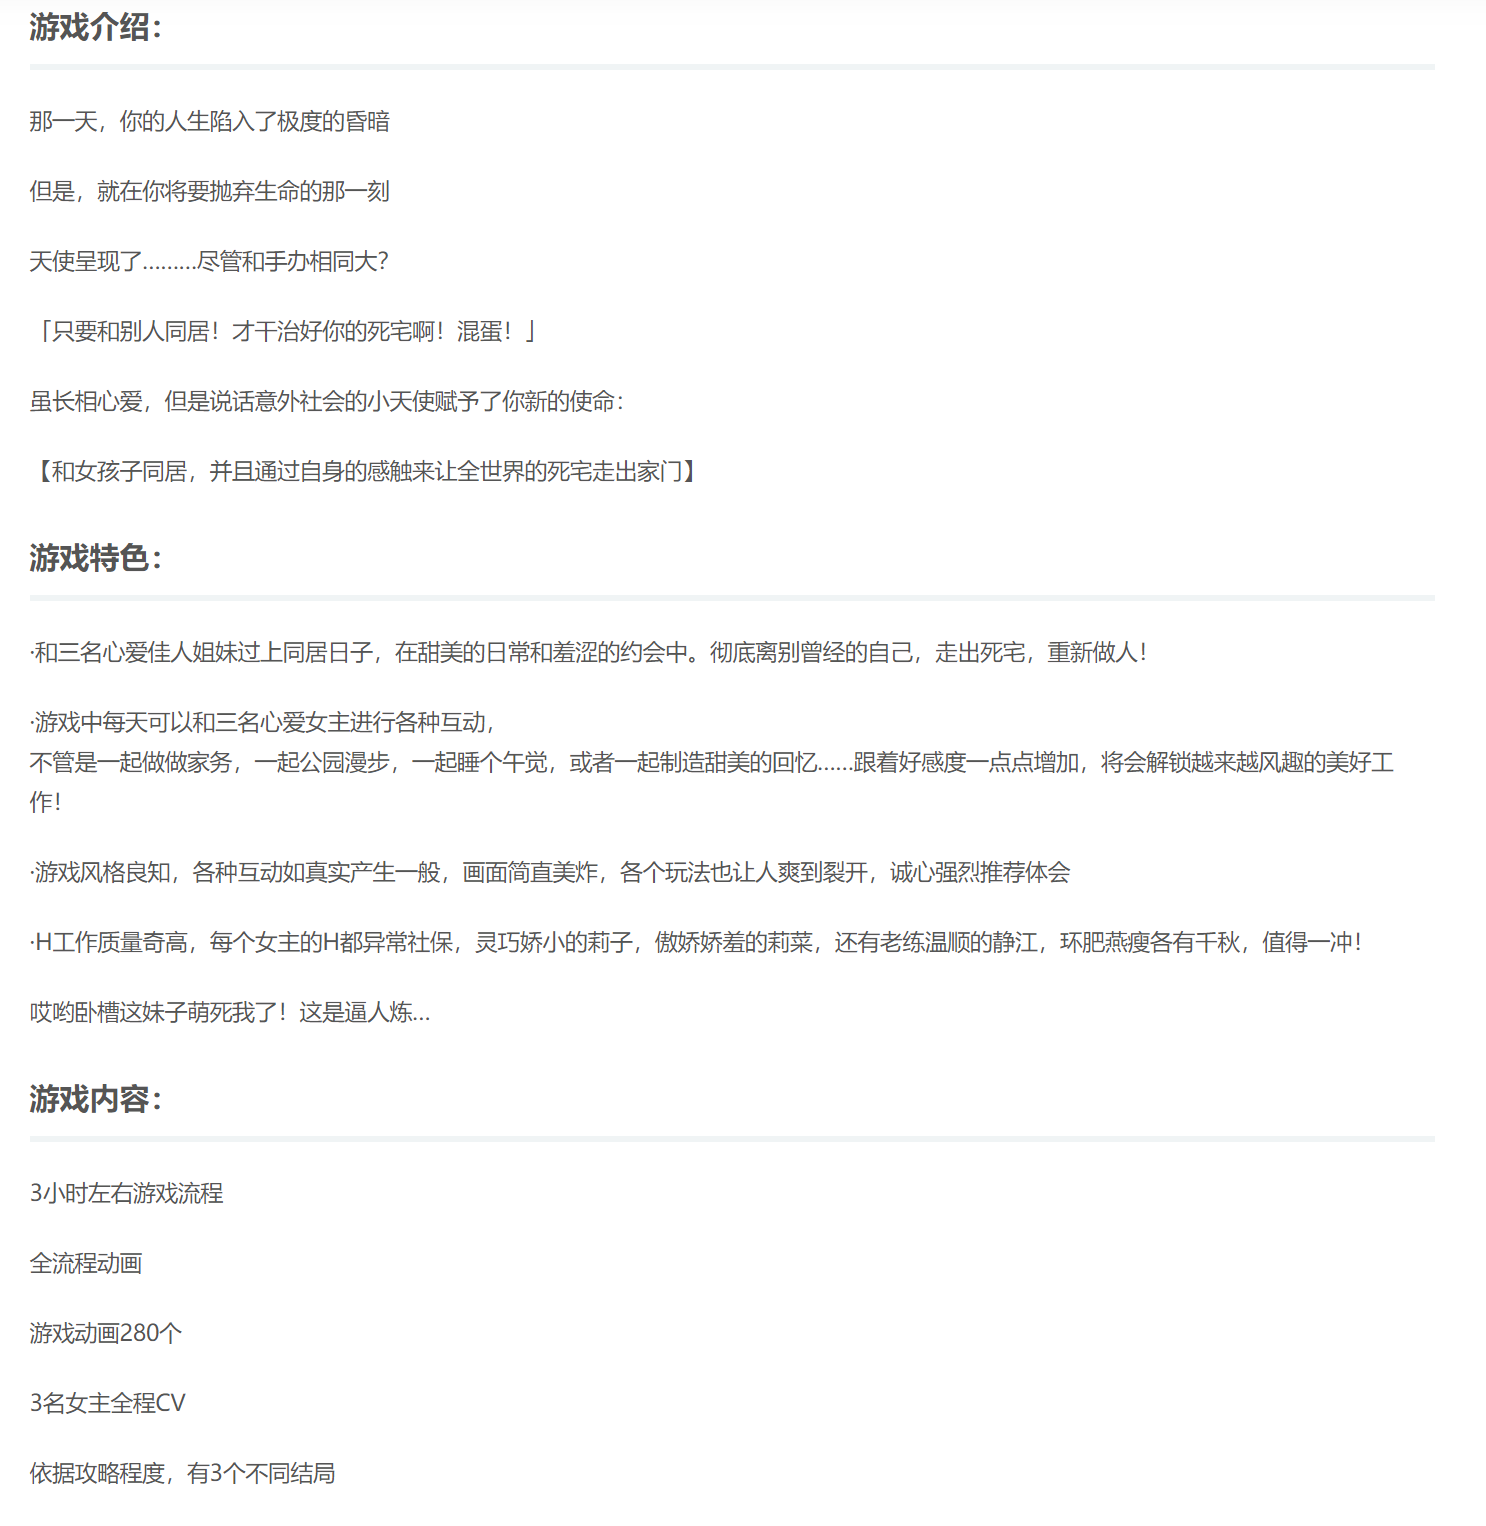 游戏介绍：
那一天，你的人生陷入了极度的昏暗
但是，就在你将要抛弃生命的那一刻
天使呈现了………尽管和手办相同大？
「只要和别人同居！才干治好你的死宅啊！混蛋！」
虽长相心爱，但是说话意外社会的小天使赋予了你新的使命：
【和女孩子同居，并且通过自身的感触来让全世界的死宅走出家门】
游戏特色：
·和三名心爱佳人姐妹过上同居日子，在甜美的日常和羞涩的约会中。彻底离别曾经的自己，走出死宅，重新做人！
·游戏中每天可以和三名心爱女主进行各种互动，
不管是一起做做家务，一起公园漫步，一起睡个午觉，或者一起制造甜美的回忆……跟着好感度一点点增加，将会解锁越来越风趣的美好工
作！
·游戏风格良知，各种互动如真实产生一般，画面简直美炸，各个玩法也让人爽到裂开，诚心强烈推荐体会
·H工作质量奇高，每个女主的H都异常社保，灵巧娇小的莉子，傲娇娇羞的莉菜，还有老练温顺的静江，环肥燕瘦各有千秋，值得一冲！
哎哟卧槽这妹子萌死我了！这是逼人炼…
游戏内容：
3小时左右游戏流程
全流程动画
游戏动画280个
3名女主全程CV
依据攻略程度，有3个不同结局